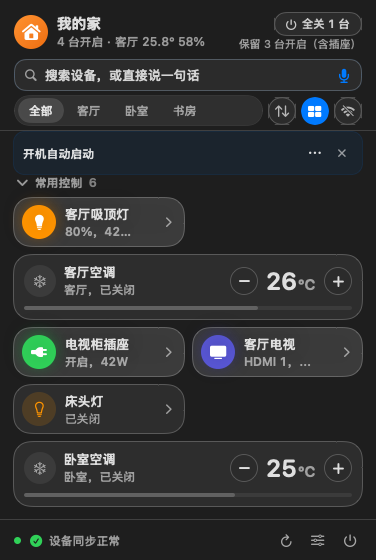 我的家
4 台开启 · 客厅 25.8° 58%
全关 1 台
保留 3 台开启（含插座）
搜索设备，或直接说一句话
全部 客厅 卧室 书房
开机自动启动
常用控制 6
客厅吸顶灯
80%，42...
客厅空调
客厅，已关闭
26°C
电视柜插座
开启，42W
客厅电视
HDMI 1，...
床头灯
已关闭
卧室空调
卧室，已关闭
25°C
设备同步正常